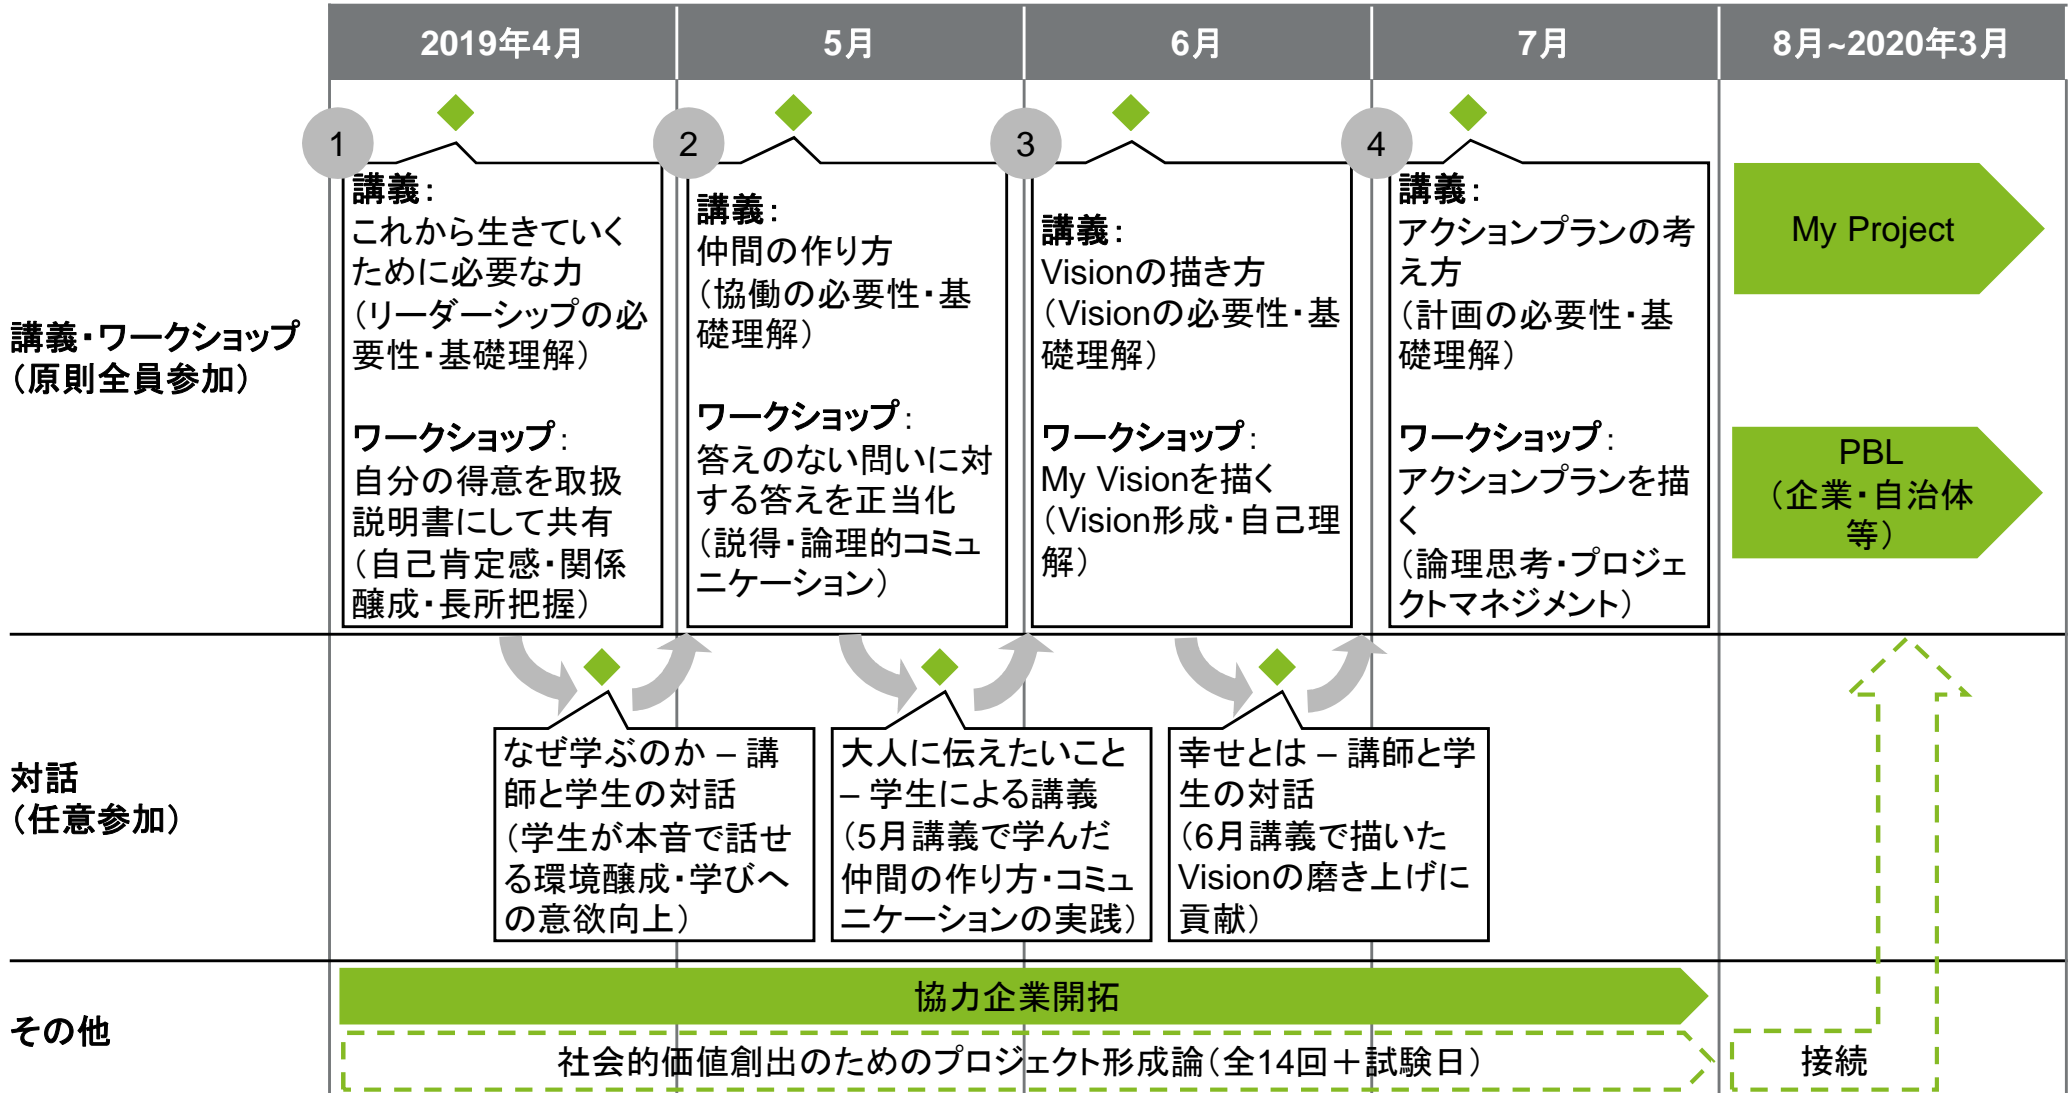 2019年4月
5月
6月
7月
8月~2020年3月
講義・ワークショップ
（原則全員参加）
1
講義：
これから生きていく
ために必要な力
（リーダーシップの必
要性・基礎理解）
ワークショップ：
自分の得意を取扱
説明書にして共有
（自己肯定感・関係
醸成・長所把握）
2
講義：
仲間の作り方
（協働の必要性・基
礎理解）
ワークショップ：
答えのない問いに対
する答えを正当化
（説得・論理的コミュ
ニケーション）
3
講義：
Visionの描き方
（Visionの必要性・基
礎理解）
ワークショップ：
My Visionを描く
（Vision形成・自己理
解）
4
講義：
アクションプランの考
え方
（計画の必要性・基
礎理解）
ワークショップ：
アクションプランを描
く
（論理思考・プロジェ
クトマネジメント）
My Project
PBL
（企業・自治体
等）
対話
（任意参加）
なぜ学ぶのか – 講
師と学生の対話
（学生が本音で話せ
る環境醸成・学びへ
の意欲向上）
大人に伝えたいこと
– 学生による講義
（5月講義で学んだ
仲間の作り方・コミュ
ニケーションの実践）
幸せとは – 講師と学
生の対話
（6月講義で描いた
Visionの磨き上げに
貢献）
その他
協力企業開拓
社会的価値創出のためのプロジェクト形成論（全14回＋試験日）
接続